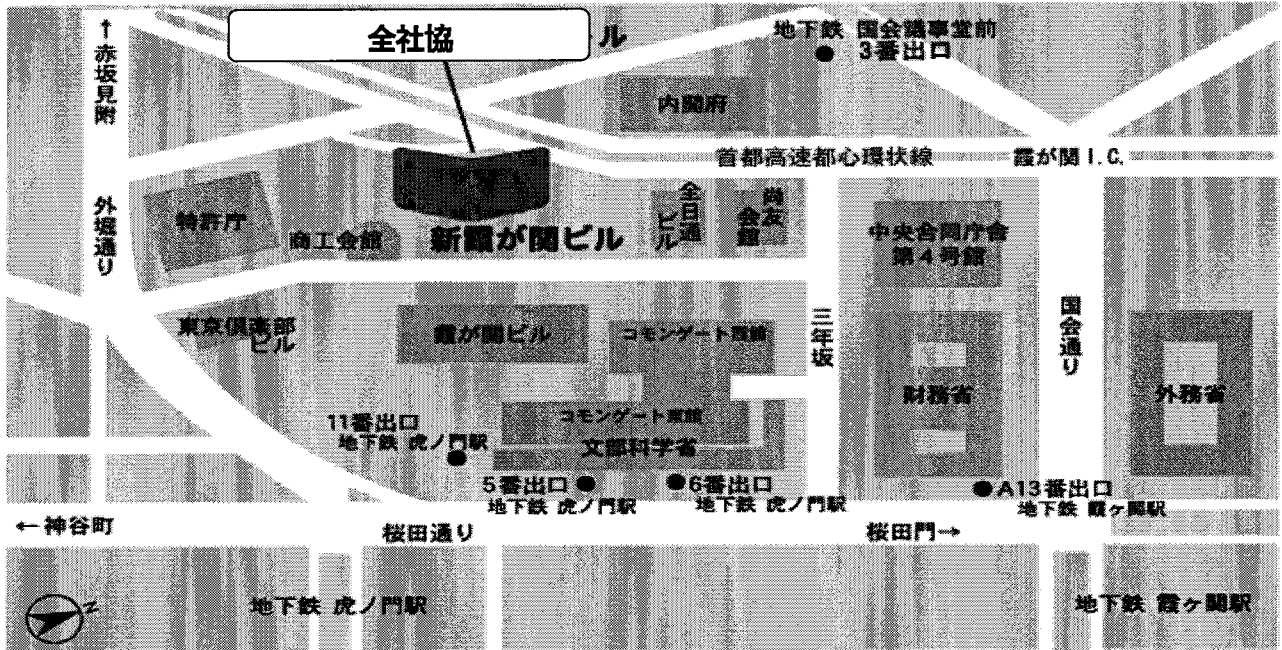 ↑赤坂見附
全社協
ル
地下鉄 国会議事堂前
3番出口
内閣府
首都高速都心環状線
霞が関 I.C.
外堀通り
特許庁
商工会館
新霞が関ビル
全日通
ビル
尚友
会館
中央合同庁舎
第4号館
東京倶楽部
ビル
霞が関ビル
コモンゲート西館
三年坂
国会通り
財務省
外務省
11番出口
地下鉄 虎ノ門駅
コモンゲート東館
文部科学省
5番出口
地下鉄 虎ノ門駅
6番出口
地下鉄 虎ノ門駅
A13番出口
地下鉄 霞ヶ関駅
←神谷町
桜田通り
桜田門→
地下鉄 虎ノ門駅
地下鉄 霞ヶ関駅
N